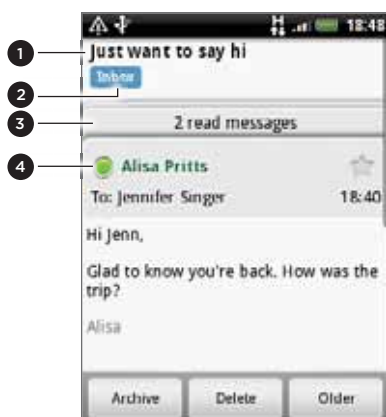 18:48
1
Just want to say hi
2
Inbox
3
2 read messages
4
Alisa Pritts
To: Jennifer Singer 18:40
Hi Jenn,
Glad to know you're back. How was the
trip?
Alisa
Archive Delete Older